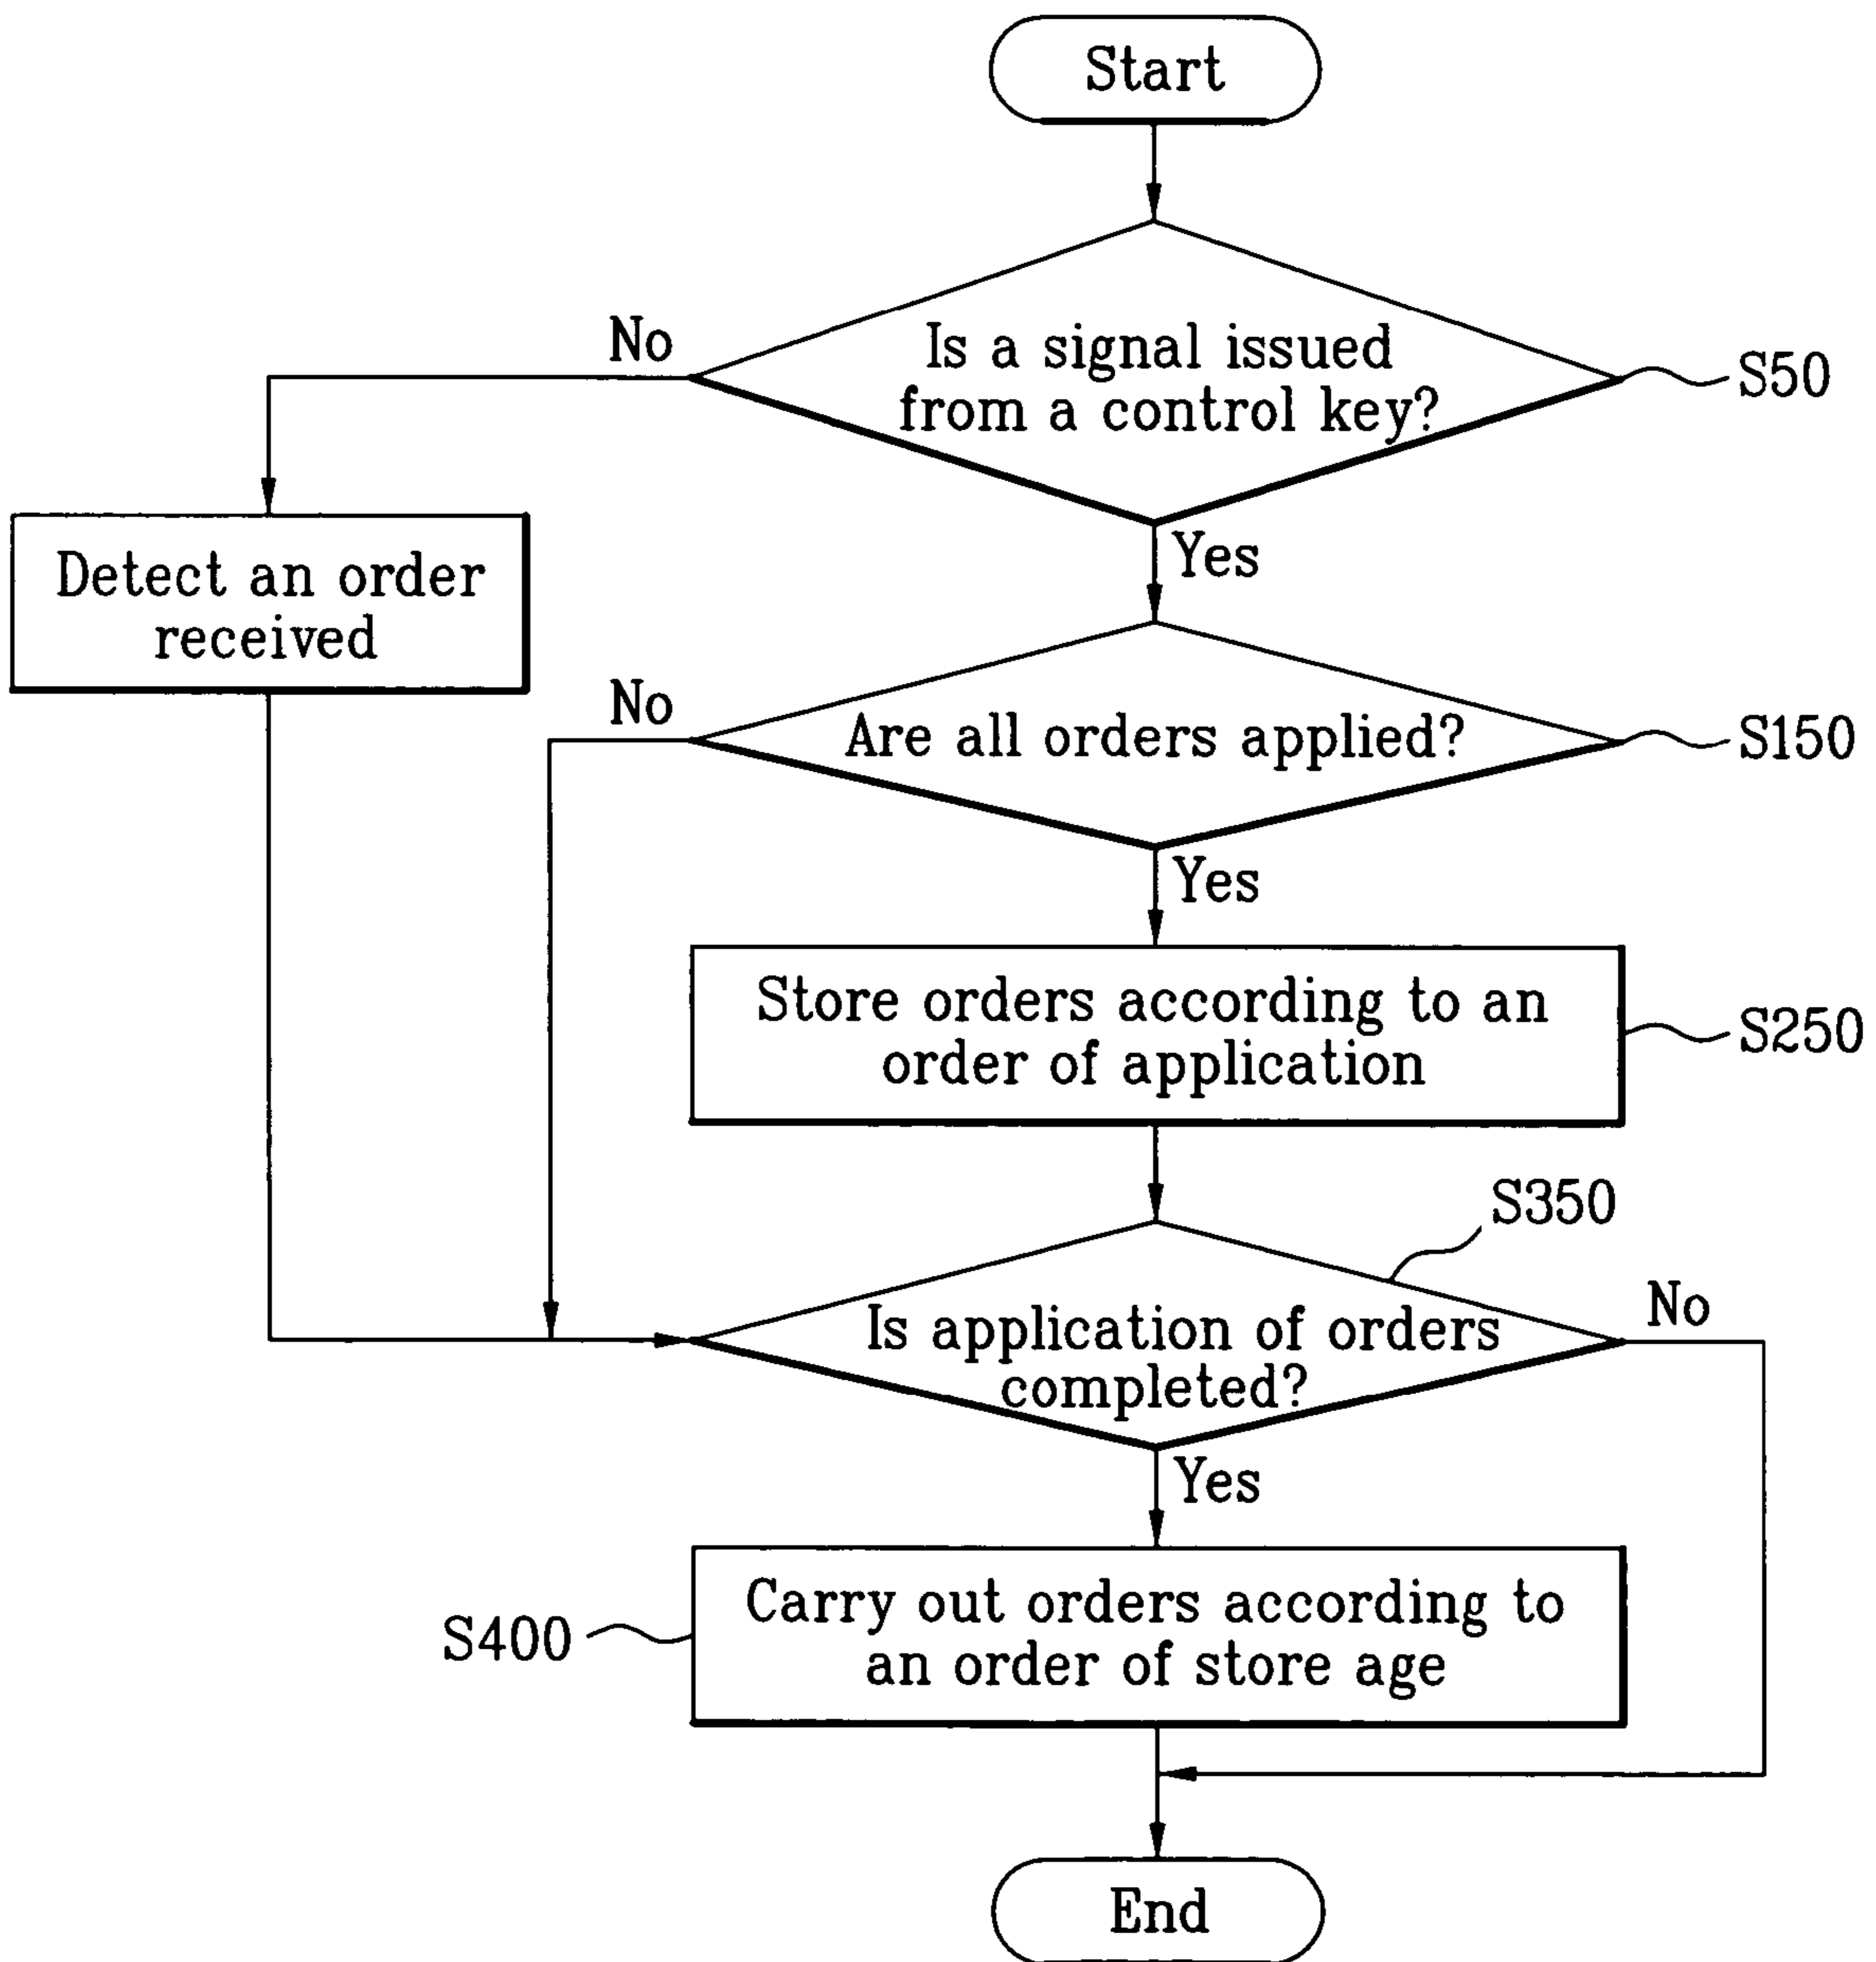 Start
No
Is a signal issued
from a control key?
S50
Yes
Detect an order
received
No
Are all orders applied?
S150
Yes
Store orders according to an
order of application
S250
S350
Is application of orders
completed?
No
Yes
Carry out orders according to
an order of store age
S400
End